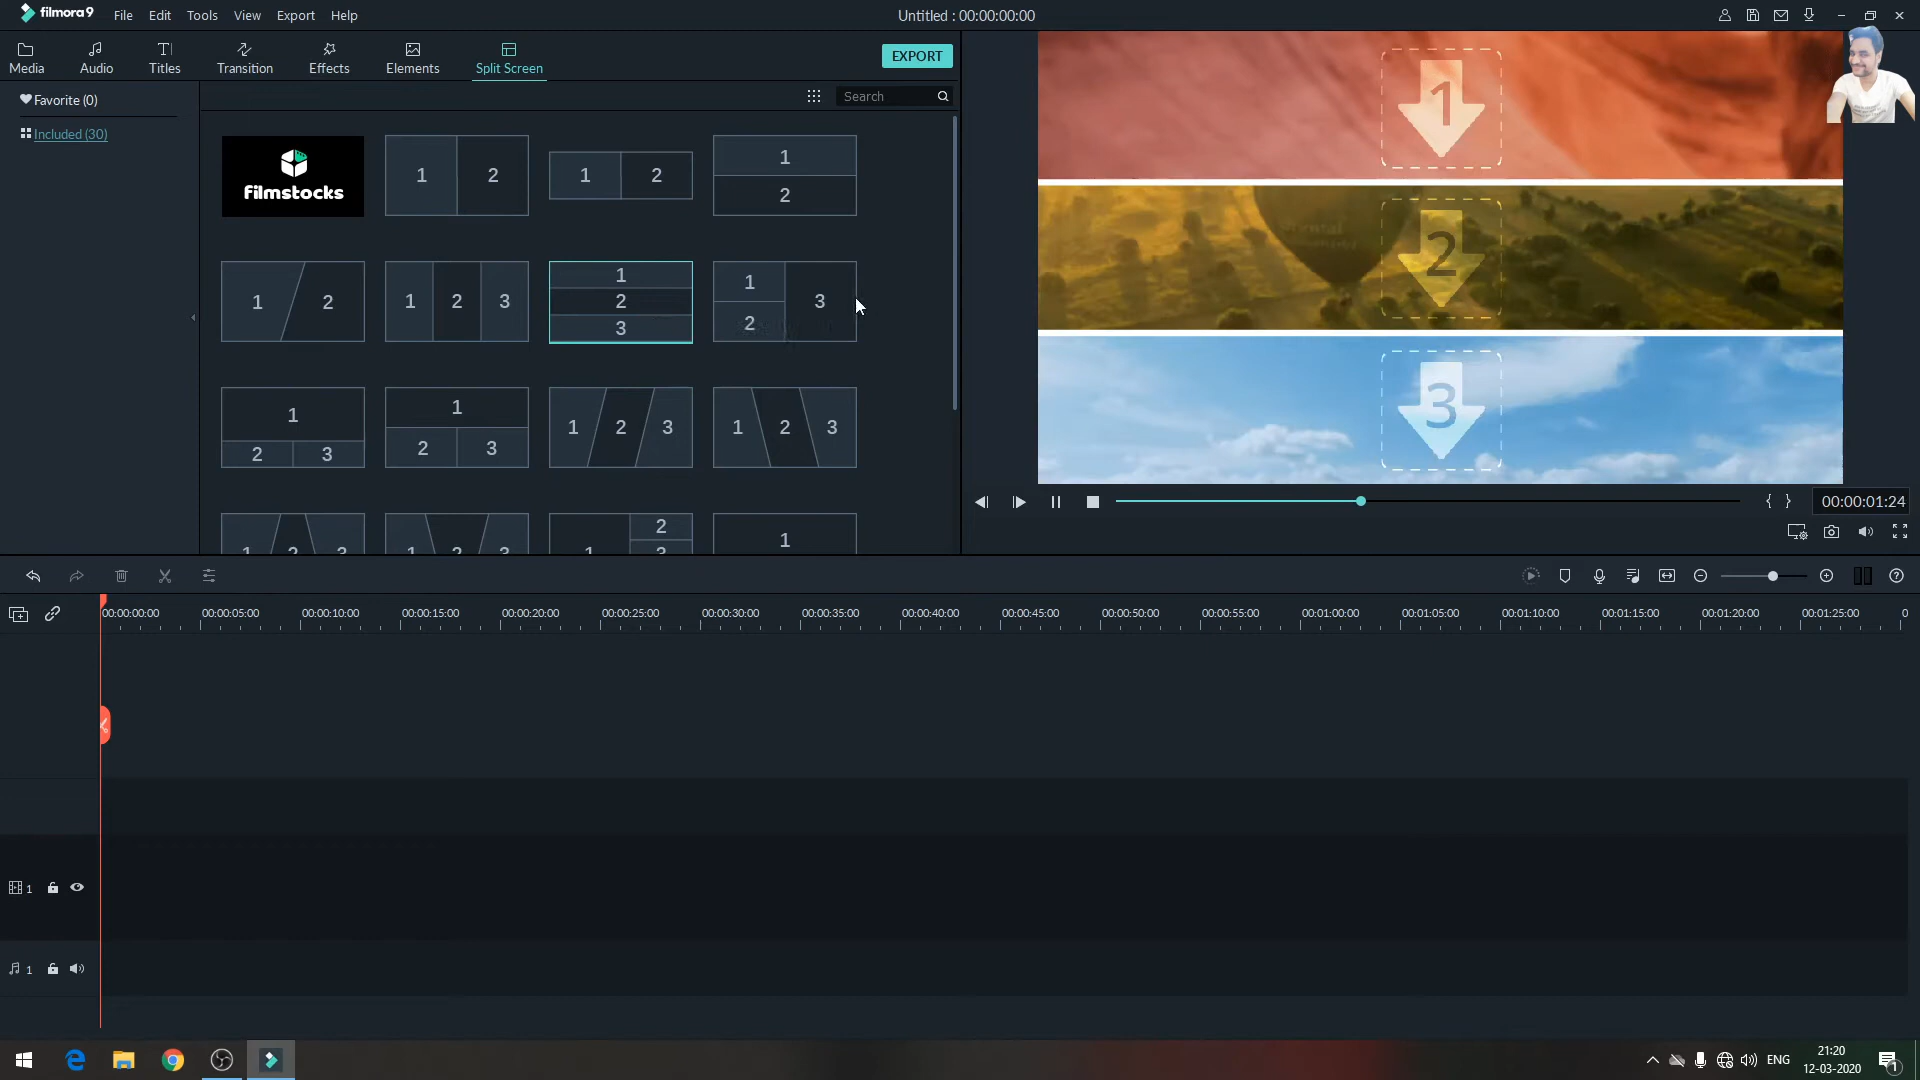 filmora9 File Edit Tools View Export Help Untitled : 00:00:00:00
Media Audio Titles Transition Effects Elements Split Screen EXPORT
Favorite (0)
Search
Included (30)
filmstocks
1 2
1 2
1
2
1 2
1 2 3
1
2
3
1
2
3
1
2 3
1
2 3
1 2 3
1 2 3
1 2 3
1 2 3
1
2
3
1
1
2
3
00:00:01:24
00:00:00:00 00:00:05:00 00:00:10:00 00:00:15:00 00:00:20:00 00:00:25:00 00:00:30:00 00:00:35:00 00:00:40:00 00:00:45:00 00:00:50:00 00:00:55:00 00:01:00:00 00:01:05:00 00:01:10:00 00:01:15:00 00:01:20:00 00:01:25:00 0
1
1
ENG
21:20
12-03-2020
1